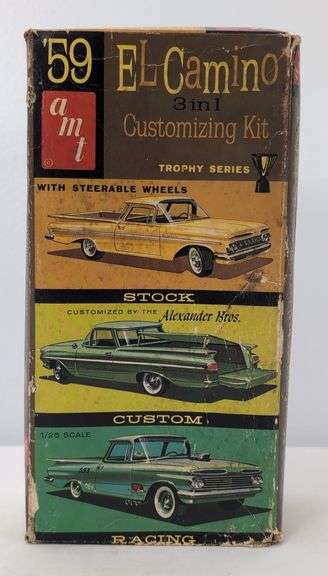 '59 EL Camino
amt
®
3 in 1
Customizing Kit
TROPHY SERIES
WITH STEERABLE WHEELS
STOCK
CUSTOMIZED BY THE Alexander Bros.
CUSTOM
1/25 SCALE
RACING